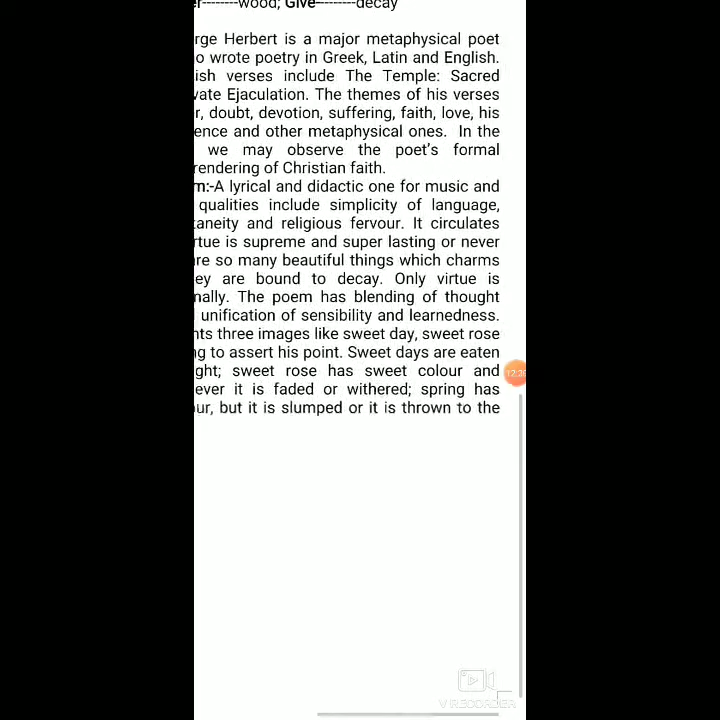 er--------wood; Give---------decay
rge Herbert is a major metaphysical poet
o wrote poetry in Greek, Latin and English.
ish verses include The Temple: Sacred
vate Ejaculation. The themes of his verses
r, doubt, devotion, suffering, faith, love, his
ence and other metaphysical ones. In the
we may observe the poet's formal
rendering of Christian faith.
m:-A lyrical and didactic one for music and
qualities include simplicity of language,
taneity and religious fervour. It circulates
rtue is supreme and super lasting or never
re so many beautiful things which charms
ey are bound to decay. Only virtue is
nally. The poem has blending of thought
unification of sensibility and learnedness.
nts three images like sweet day, sweet rose
ng to assert his point. Sweet days are eaten
ght; sweet rose has sweet colour and
ever it is faded or withered; spring has
ur, but it is slumped or it is thrown to the
V RECORDER